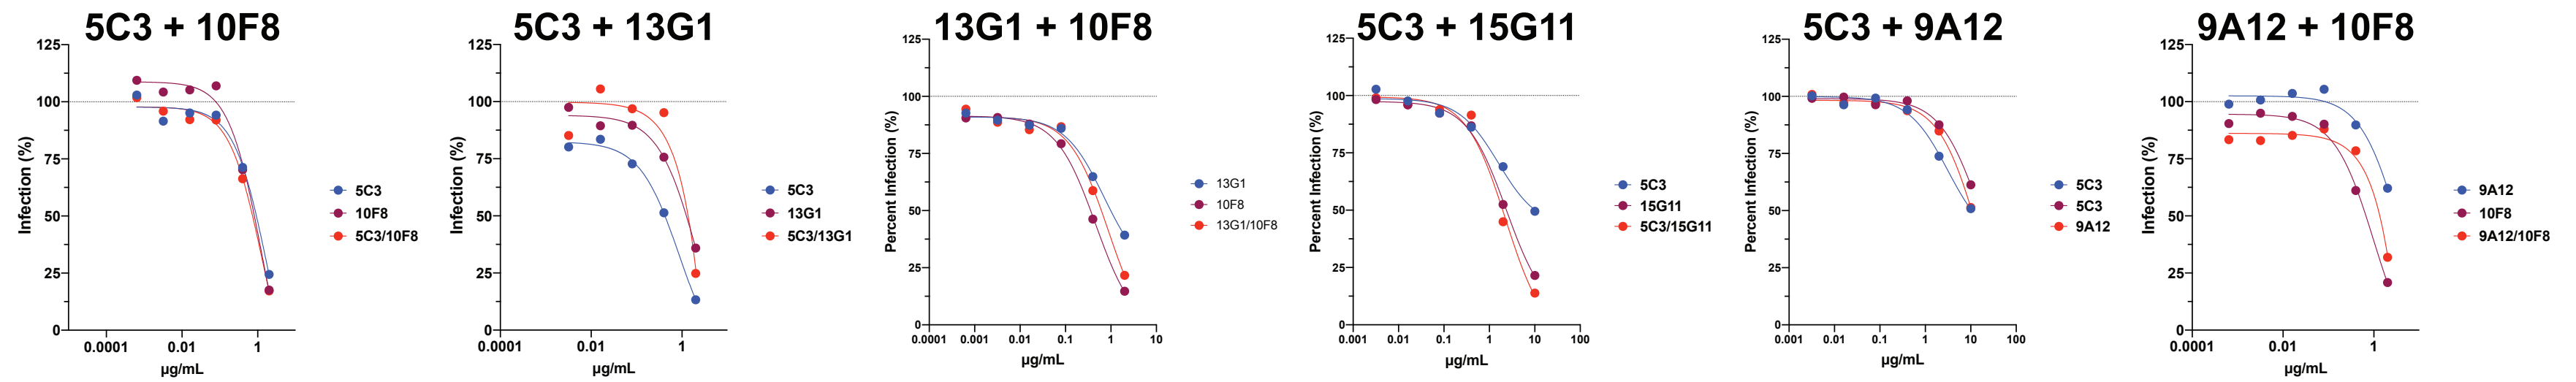 5C3 + 10F8
125
100
75
50
25
0
Infection (%)
0.0001
0.01
1
µg/mL
5C3
10F8
5C3/10F8
5C3 + 13G1
125
100
75
50
25
0
Infection (%)
0.0001
0.01
1
µg/mL
5C3
13G1
5C3/13G1
13G1 + 10F8
125
100
75
50
25
0
Percent Infection (%)
0.0001
0.001
0.01
0.1
1
10
µg/mL
13G1
10F8
13G1/10F8
5C3 + 15G11
125
100
75
50
25
0
Percent Infection (%)
0.001
0.01
0.1
1
10
100
µg/mL
5C3
15G11
5C3/15G11
5C3 + 9A12
125
100
75
50
25
0
Percent Infection (%)
0.001
0.01
0.1
1
10
100
µg/mL
5C3
5C3
9A12
9A12 + 10F8
125
100
75
50
25
0
Infection (%)
0.0001
0.01
1
µg/mL
9A12
10F8
9A12/10F8